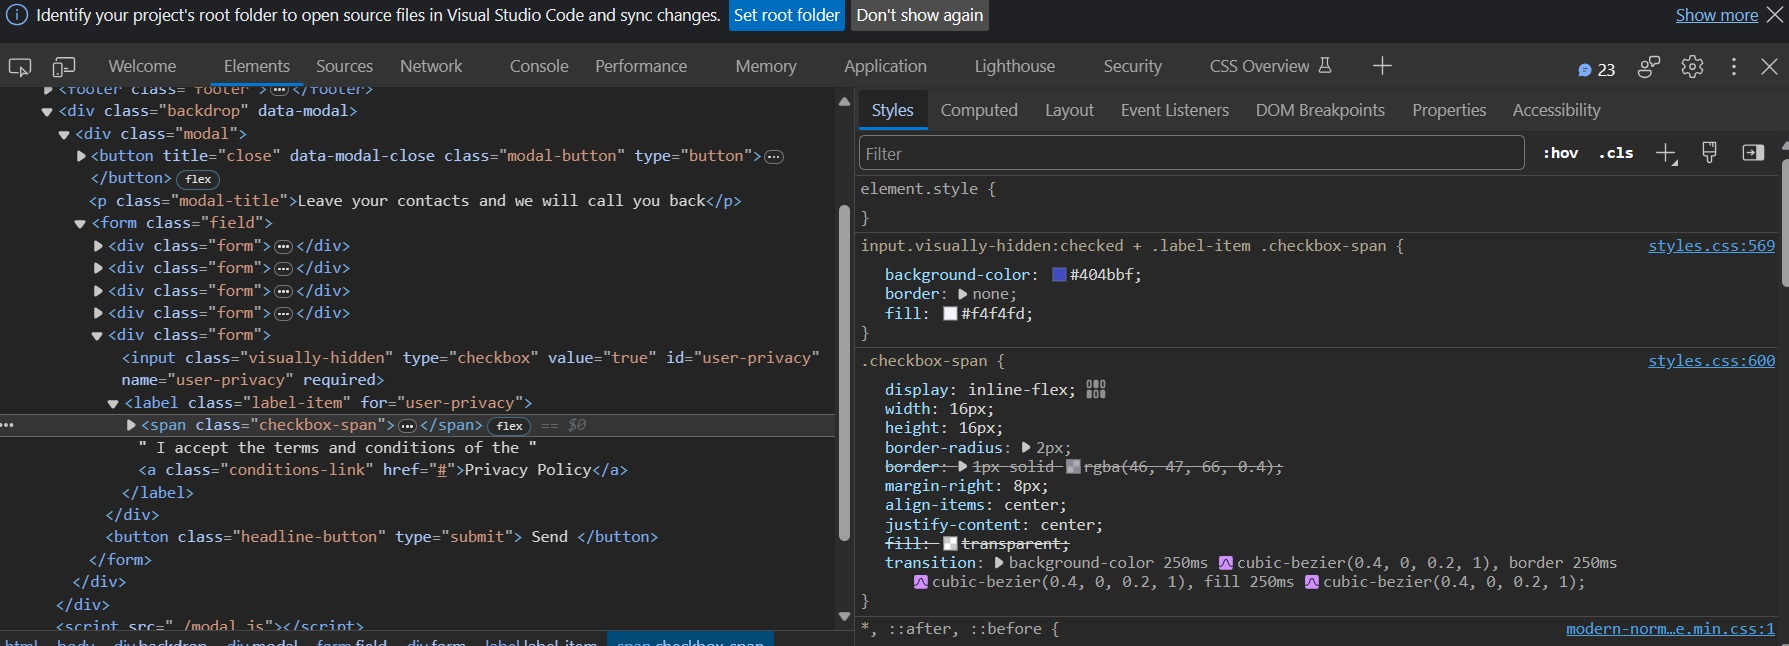 Identify your project's root folder to open source files in Visual Studio Code and sync changes. Set root folder Don't show again Show more
Welcome Elements Sources Network Console Performance Memory Application Lighthouse Security CSS Overview 23
<footer class="footer">…</footer>
<div class="backdrop" data-modal>
<div class="modal">
<button title="close" data-modal-close class="modal-button" type="button">…
</button> flex
<p class="modal-title">Leave your contacts and we will call you back</p>
<form class="field">
<div class="form">…</div>
<div class="form">…</div>
<div class="form">…</div>
<div class="form">…</div>
<div class="form">
<input class="visually-hidden" type="checkbox" value="true" id="user-privacy"
name="user-privacy" required>
<label class="label-item" for="user-privacy">
… <span class="checkbox-span">…</span> flex == $0
" I accept the terms and conditions of the "
<a class="conditions-link" href="#">Privacy Policy</a>
</label>
</div>
<button class="headline-button" type="submit"> Send </button>
</form>
</div>
</div>
<script src="./modal.js"></script>
html body div.backdrop div.modal form.field div.form label.label-item span.checkbox-span
Styles Computed Layout Event Listeners DOM Breakpoints Properties Accessibility
Filter :hov .cls
element.style {
}
input.visually-hidden:checked + .label-item .checkbox-span { styles.css:569
background-color: #404bbf;
border: none;
fill: #f4f4fd;
}
.checkbox-span { styles.css:600
display: inline-flex;
width: 16px;
height: 16px;
border-radius: 2px;
border: 1px solid rgba(46, 47, 66, 0.4);
margin-right: 8px;
align-items: center;
justify-content: center;
fill: transparent;
transition: background-color 250ms cubic-bezier(0.4, 0, 0.2, 1), border 250ms
cubic-bezier(0.4, 0, 0.2, 1), fill 250ms cubic-bezier(0.4, 0, 0.2, 1);
}
*, ::after, ::before { modern-norm…e.min.css:1